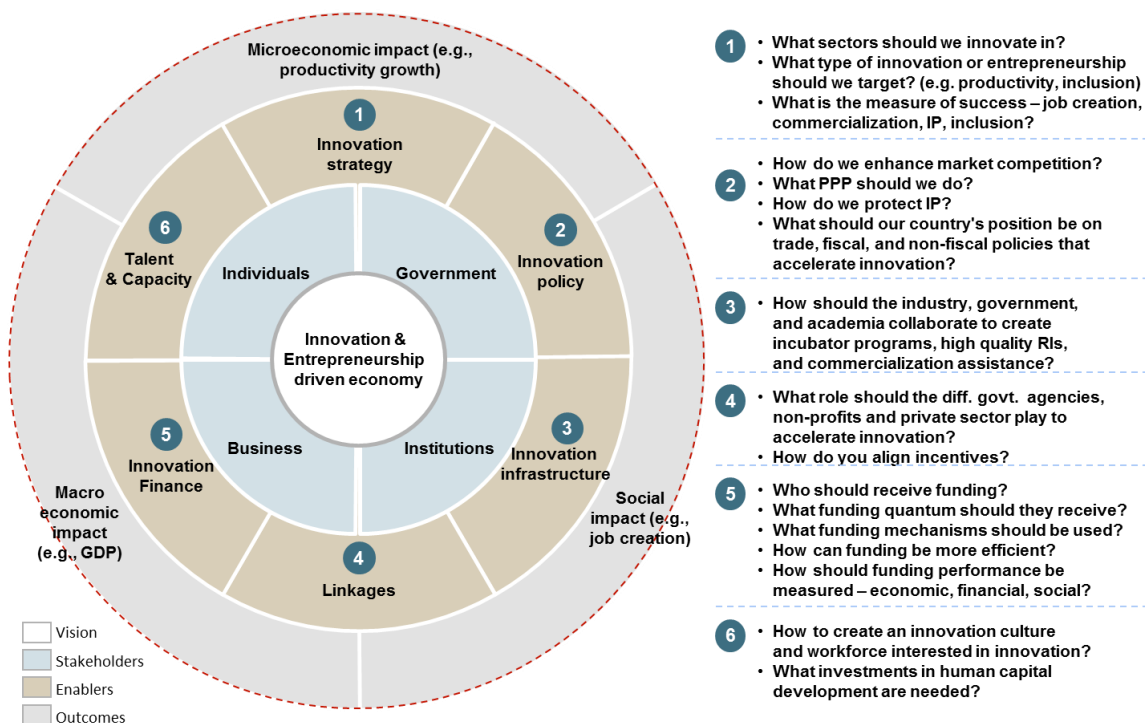 Microeconomic impact (e.g.,
productivity growth)
1
Innovation
strategy
6
Talent
& Capacity
2
Innovation
policy
Individuals
Government
Innovation &
Entrepreneurship
driven economy
Business
Institutions
5
Innovation
Finance
3
Innovation
infrastructure
4
Linkages
Macro
economic
impact
(e.g., GDP)
Social
impact (e.g.,
job creation)
Vision
Stakeholders
Enablers
Outcomes
1
• What sectors should we innovate in?
• What type of innovation or entrepreneurship
should we target? (e.g. productivity, inclusion)
• What is the measure of success – job creation,
commercialization, IP, inclusion?
2
• How do we enhance market competition?
• What PPP should we do?
• How do we protect IP?
• What should our country's position be on
trade, fiscal, and non-fiscal policies that
accelerate innovation?
3
• How should the industry, government,
and academia collaborate to create
incubator programs, high quality RIs,
and commercialization assistance?
4
• What role should the diff. govt. agencies,
non-profits and private sector play to
accelerate innovation?
• How do you align incentives?
5
• Who should receive funding?
• What funding quantum should they receive?
• What funding mechanisms should be used?
• How can funding be more efficient?
• How should funding performance be
measured – economic, financial, social?
6
• How to create an innovation culture
and workforce interested in innovation?
• What investments in human capital
development are needed?